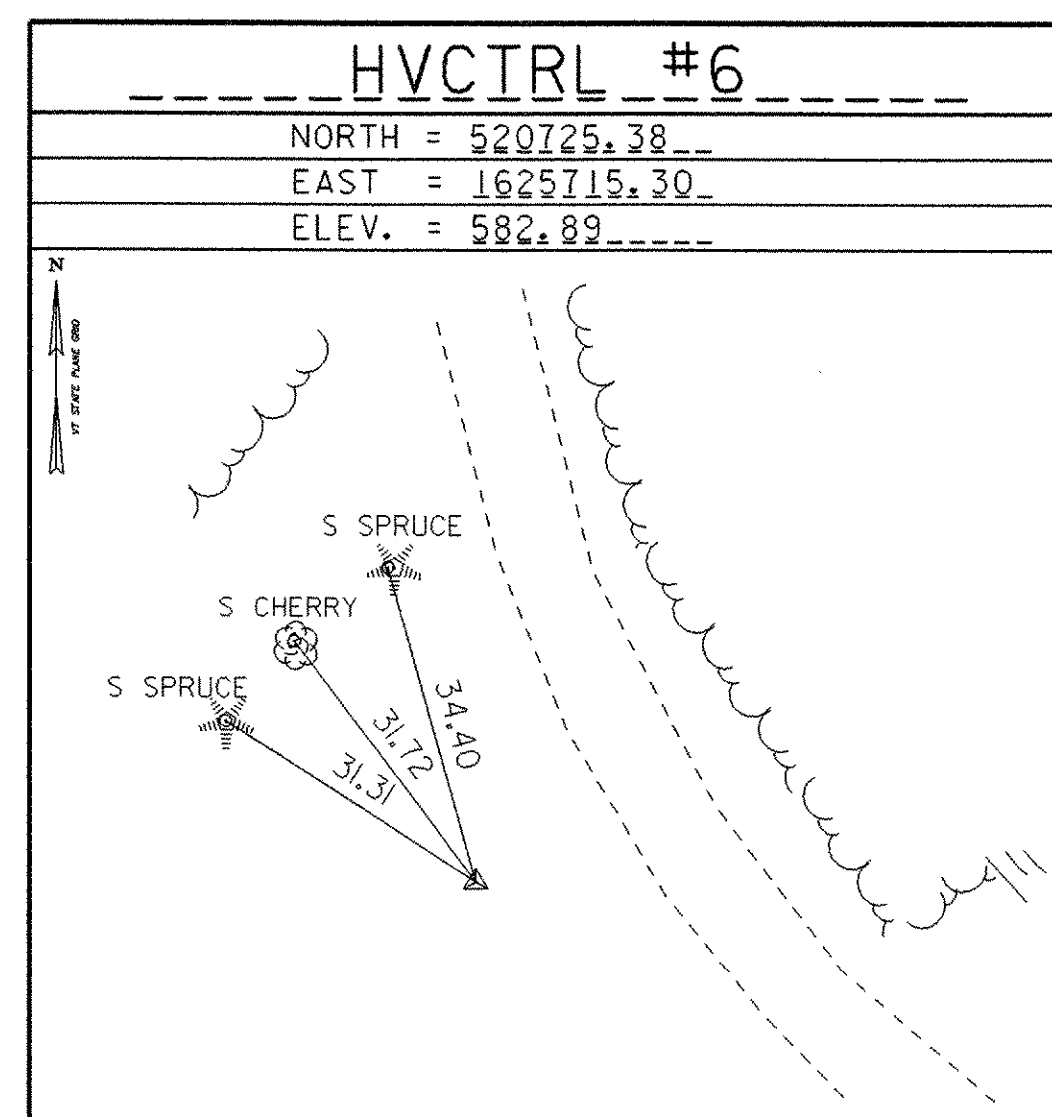 HVCTRL #6
NORTH = 520725.38
EAST = 1625715.30
ELEV. = 582.89
N
VT STATE PLANE GRID
S SPRUCE
S CHERRY
S SPRUCE
34.40
31.72
31.31